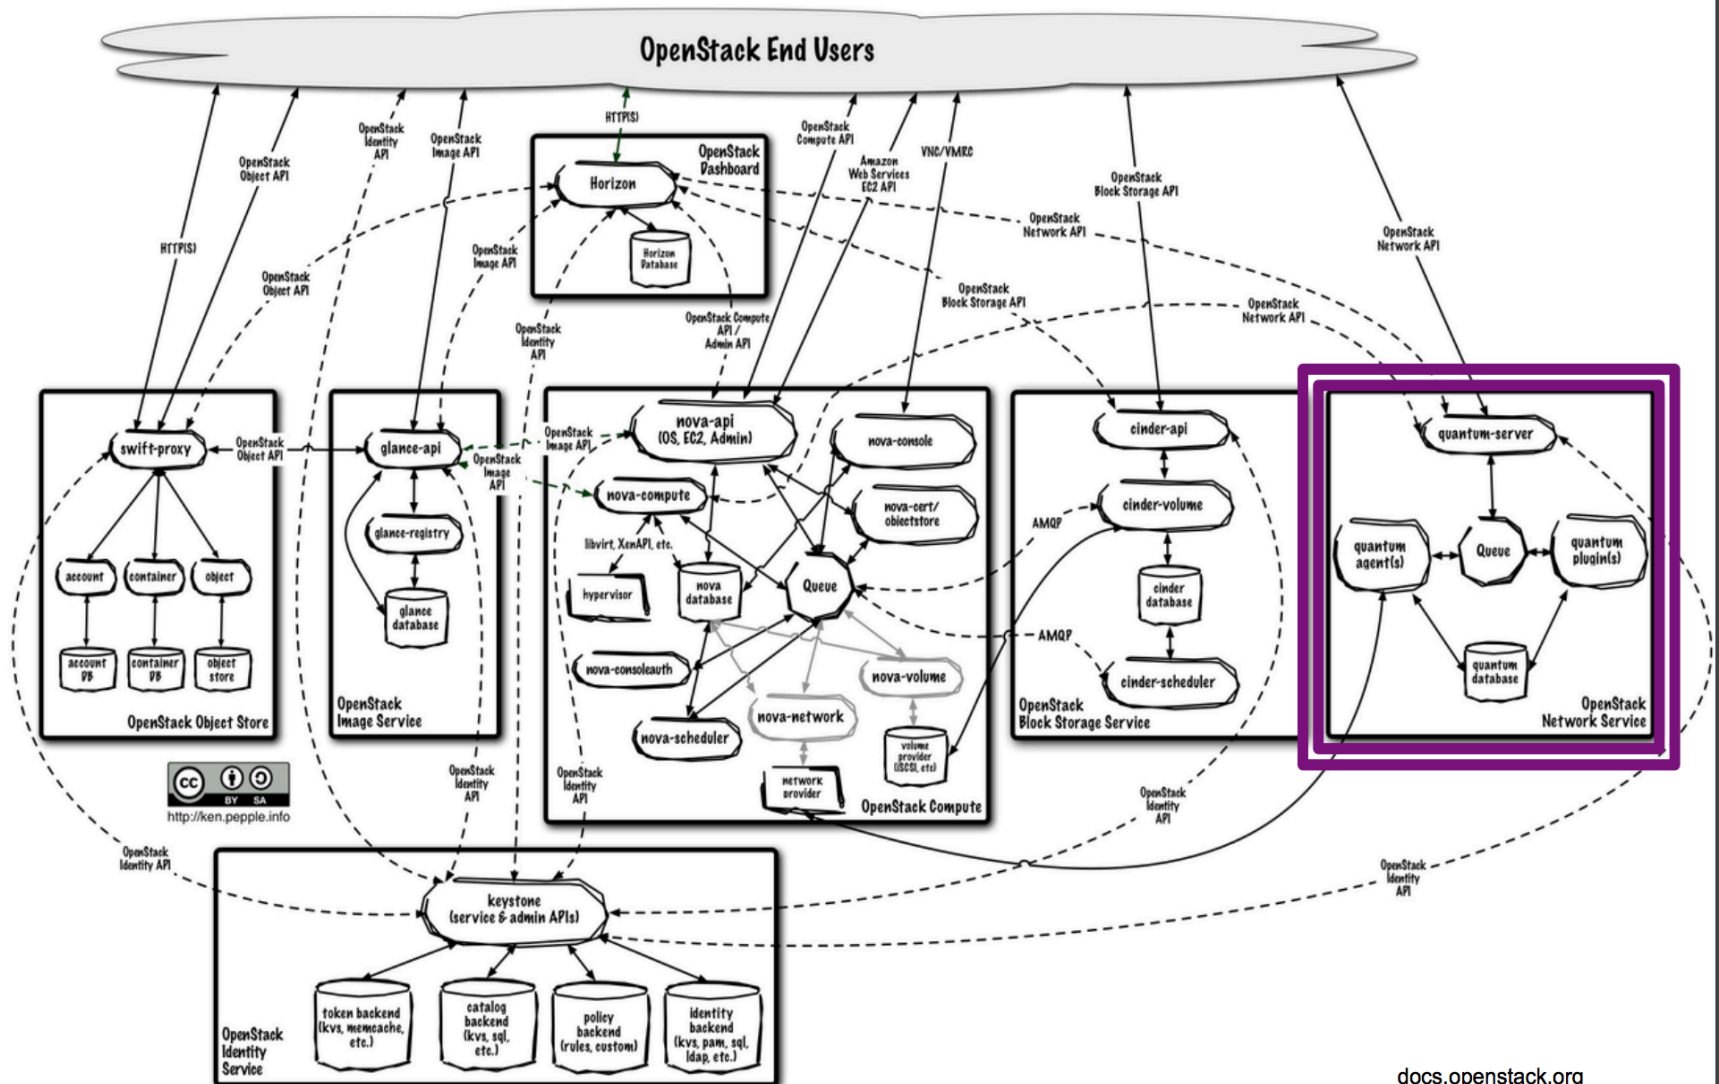 OpenStack End Users
HTTP(S)
OpenStack
Object API
OpenStack
Identity
API
OpenStack
Image API
HTTP(S)
OpenStack
Compute API
Amazon
Web Services
EC2 API
VNC/VMRC
OpenStack
Block Storage API
OpenStack
Network API
OpenStack
Dashboard
Horizon
Horizon
Database
OpenStack
Object API
OpenStack
Image API
OpenStack
Identity
API
OpenStack Compute
API /
Admin API
OpenStack
Network API
OpenStack
Block Storage API
OpenStack
Network API
swift-proxy
account
container
object
account
DB
container
DB
object
store
OpenStack Object Store
OpenStack
Object API
glance-api
glance-registry
glance
database
OpenStack
Image Service
OpenStack
Image API
OpenStack
Image
API
nova-api
(OS, EC2, Admin)
nova-console
nova-compute
nova-cert/
objectstore
libvirt, XenAPI, etc.
hypervisor
nova
database
Queue
nova-consoleauth
nova-volume
nova-network
nova-scheduler
volume
provider
(iSCSI, etc)
network
provider
OpenStack Compute
AMQP
AMQP
cinder-api
cinder-volume
cinder
database
cinder-scheduler
OpenStack
Block Storage Service
quantum-server
quantum
agent(s)
Queue
quantum
plugin(s)
quantum
database
OpenStack
Network Service
cc
BY SA
http://ken.pepple.info
OpenStack
Identity API
OpenStack
Identity
API
OpenStack
Identity
API
OpenStack
Identity
API
OpenStack
Identity
API
keystone
(service & admin APIs)
token backend
(kvs, memcache,
etc.)
catalog
backend
(kvs, sql,
etc.)
policy
backend
(rules, custom)
identity
backend
(kvs, pam, sql,
ldap, etc.)
OpenStack
Identity
Service
docs.openstack.org